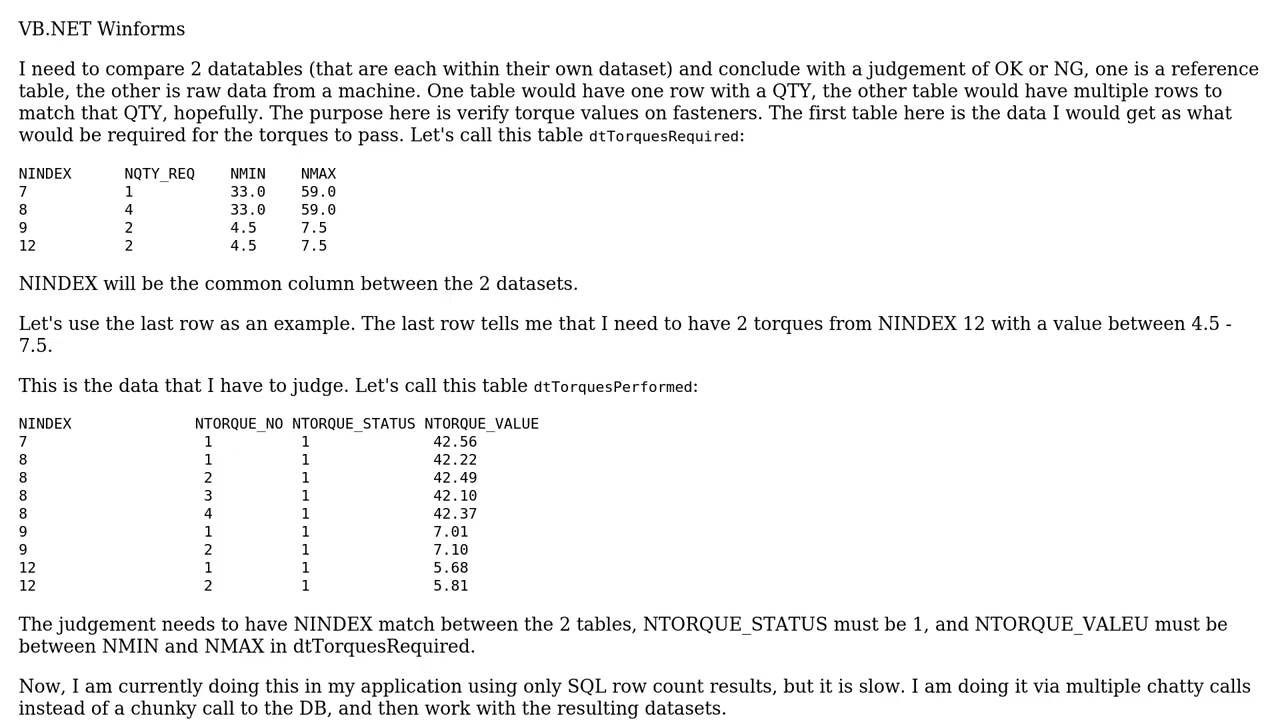 VB.NET Winforms
I need to compare 2 datatables (that are each within their own dataset) and conclude with a judgement of OK or NG, one is a reference
table, the other is raw data from a machine. One table would have one row with a QTY, the other table would have multiple rows to
match that QTY, hopefully. The purpose here is verify torque values on fasteners. The first table here is the data I would get as what
would be required for the torques to pass. Let's call this table dtTorquesRequired:
NINDEX      NQTY_REQ    NMIN    NMAX
7           1           33.0    59.0
8           4           33.0    59.0
9           2           4.5     7.5
12          2           4.5     7.5
NINDEX will be the common column between the 2 datasets.
Let's use the last row as an example. The last row tells me that I need to have 2 torques from NINDEX 12 with a value between 4.5 -
7.5.
This is the data that I have to judge. Let's call this table dtTorquesPerformed:
NINDEX              NTORQUE_NO NTORQUE_STATUS NTORQUE_VALUE
7                    1          1              42.56
8                    1          1              42.22
8                    2          1              42.49
8                    3          1              42.10
8                    4          1              42.37
9                    1          1              7.01
9                    2          1              7.10
12                   1          1              5.68
12                   2          1              5.81
The judgement needs to have NINDEX match between the 2 tables, NTORQUE_STATUS must be 1, and NTORQUE_VALEU must be
between NMIN and NMAX in dtTorquesRequired.
Now, I am currently doing this in my application using only SQL row count results, but it is slow. I am doing it via multiple chatty calls
instead of a chunky call to the DB, and then work with the resulting datasets.